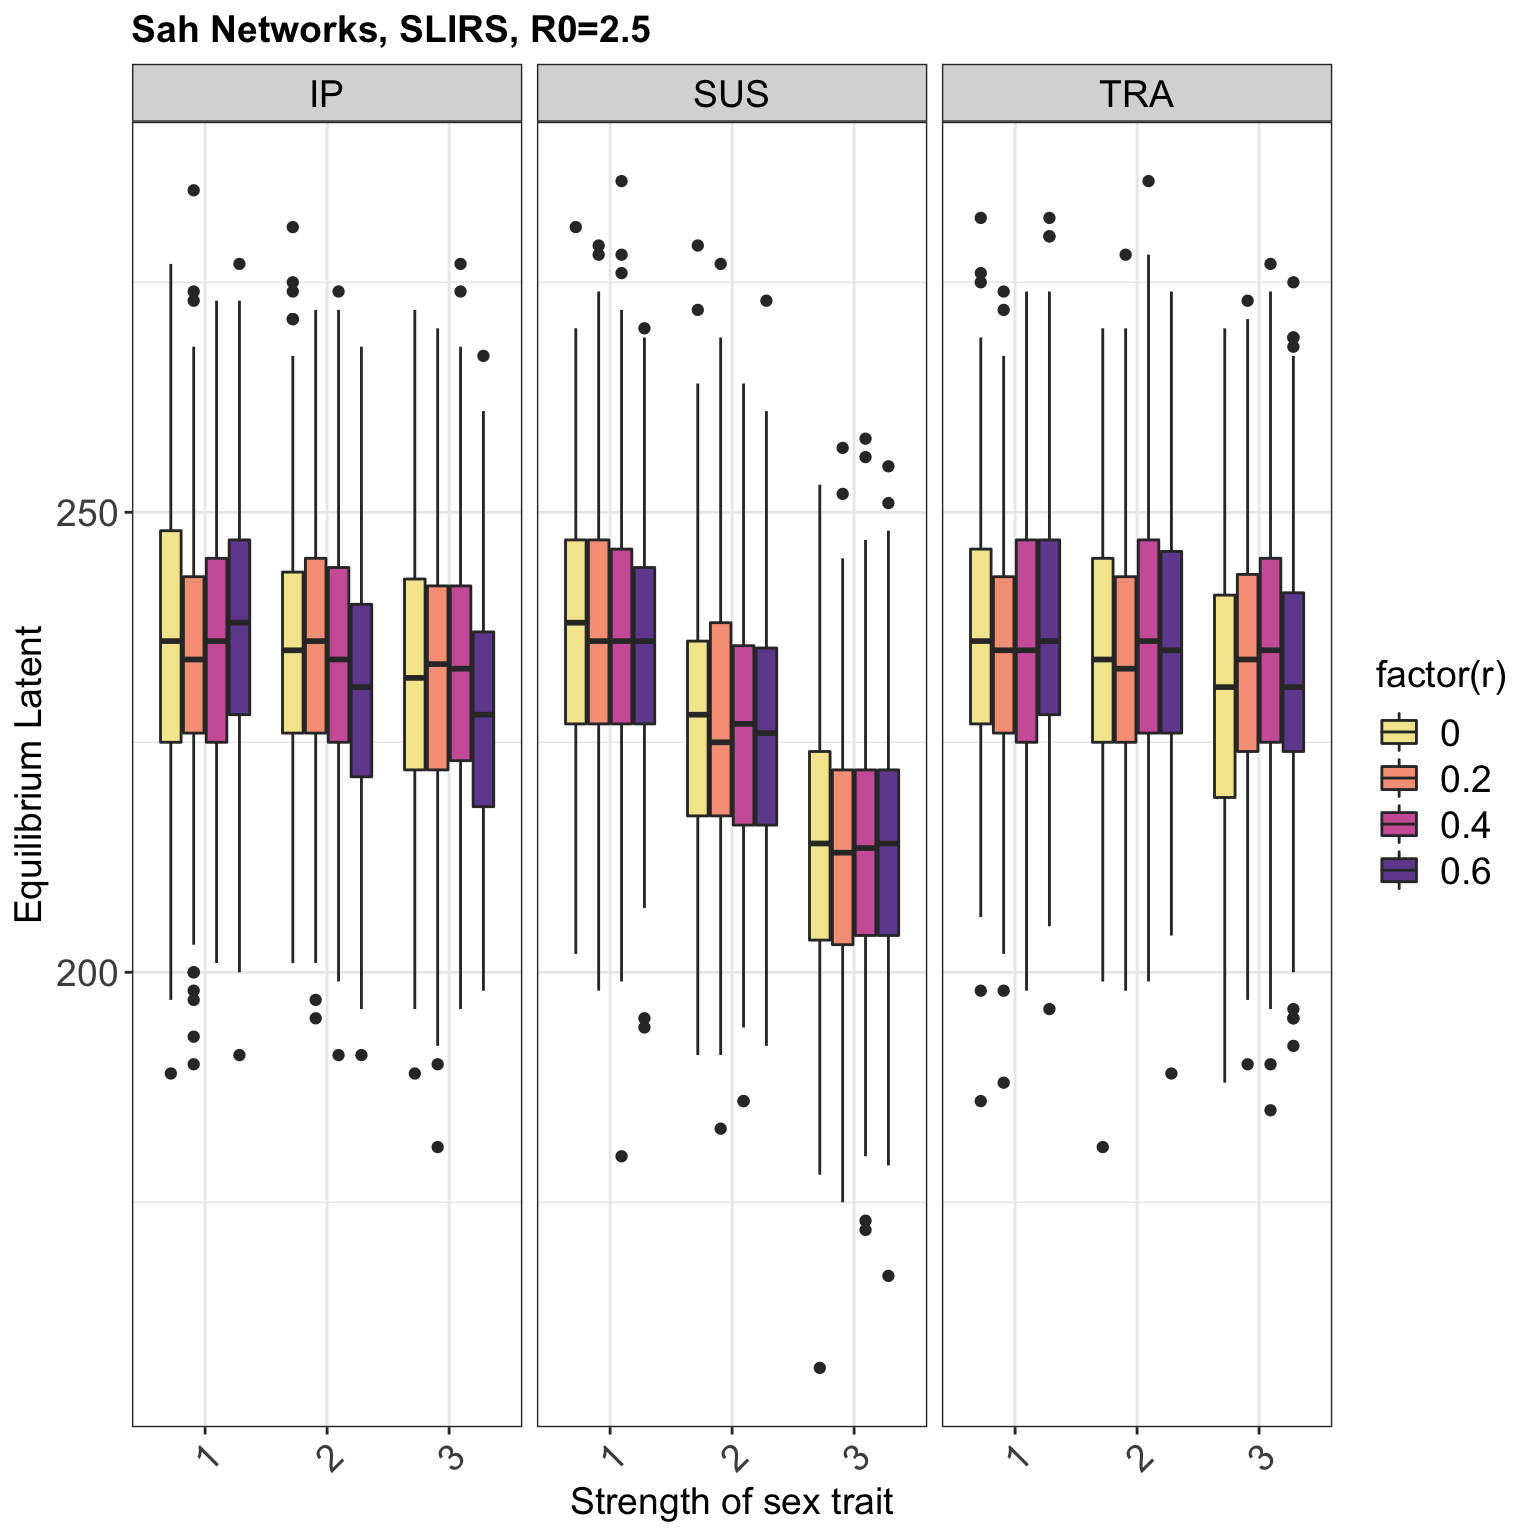 Sah Networks, SLIRS, R0=2.5
IP
SUS
TRA
Equilibrium Latent
250
200
1
2
3
1
2
3
1
2
3
Strength of sex trait
factor(r)
0
0.2
0.4
0.6